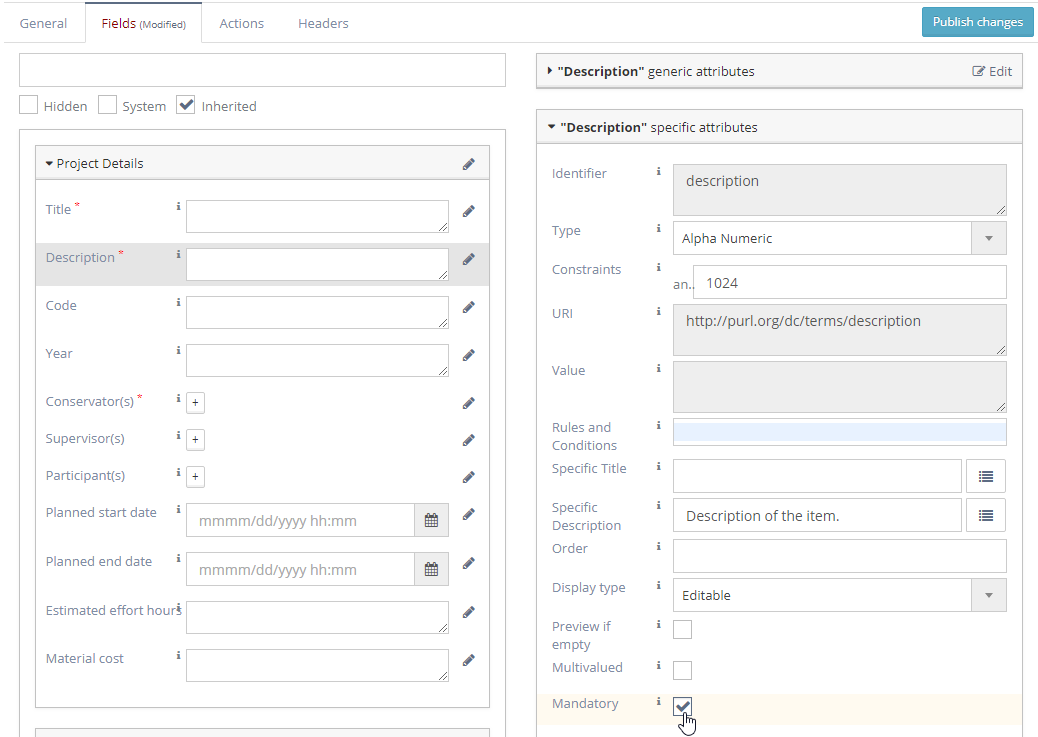 General Fields (Modified) Actions Headers Publish changes
Hidden System Inherited
Project Details
Title *
Description *
Code
Year
Conservator(s) *
+
Supervisor(s)
+
Participant(s)
+
Planned start date
mmmm/dd/yyyy hh:mm
Planned end date
mmmm/dd/yyyy hh:mm
Estimated effort hours
Material cost
"Description" generic attributes Edit
"Description" specific attributes
Identifier
description
Type
Alpha Numeric
Constraints
an.. 1024
URI
http://purl.org/dc/terms/description
Value
Rules and
Conditions
Specific Title
Specific
Description
Description of the item.
Order
Display type
Editable
Preview if
empty
Multivalued
Mandatory